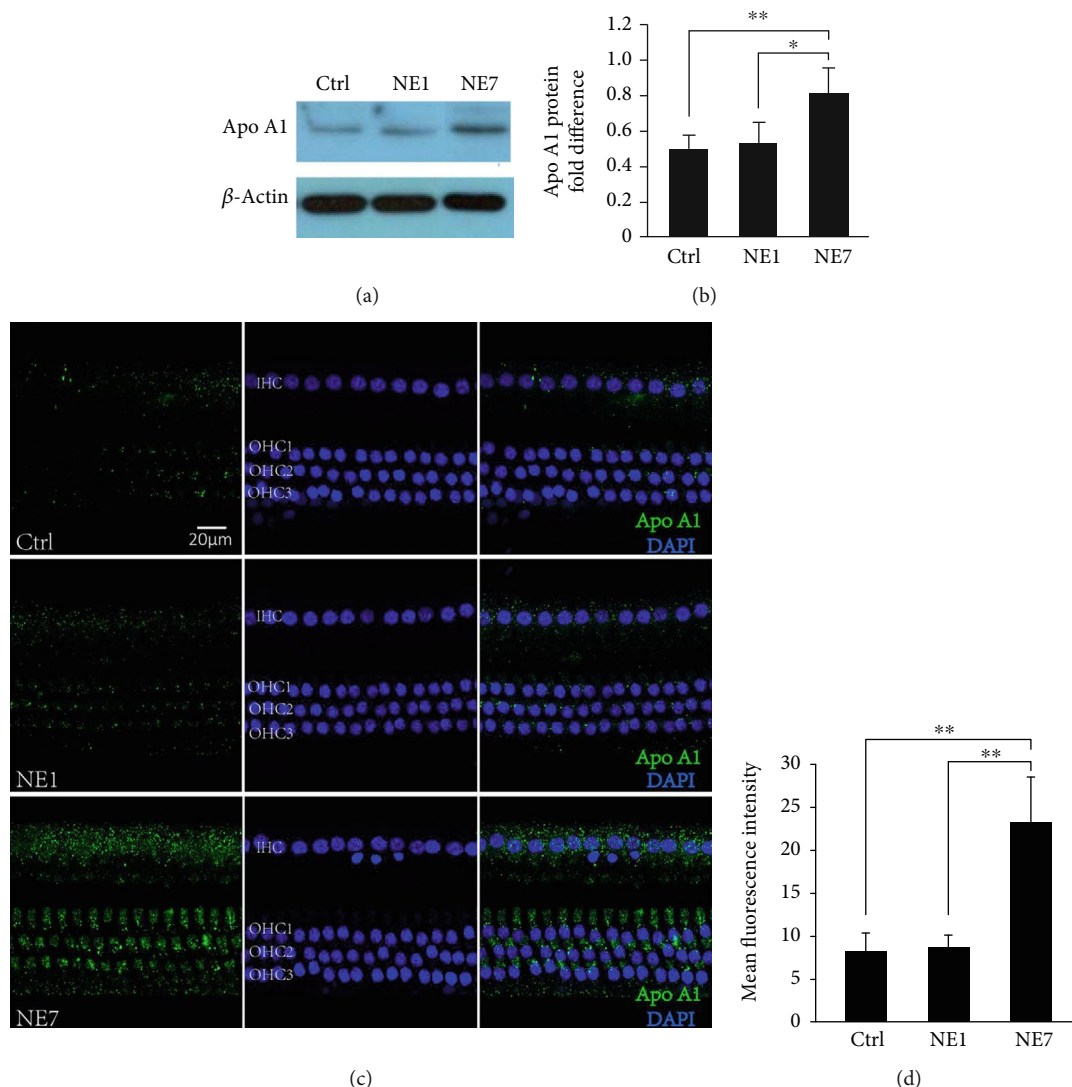 Ctrl NE1 NE7
Apo A1
β-Actin
(a)
Apo A1 protein
fold difference
1.2
1.0
0.8
0.6
0.4
0.2
0
**
*
Ctrl NE1 NE7
(b)
IHC
OHC1
OHC2
OHC3
20μm
Ctrl
Apo A1
DAPI
IHC
OHC1
OHC2
OHC3
NE1
Apo A1
DAPI
IHC
OHC1
OHC2
OHC3
NE7
Apo A1
DAPI
(c)
Mean fluorescence intensity
30
25
20
15
10
5
0
**
**
Ctrl NE1 NE7
(d)